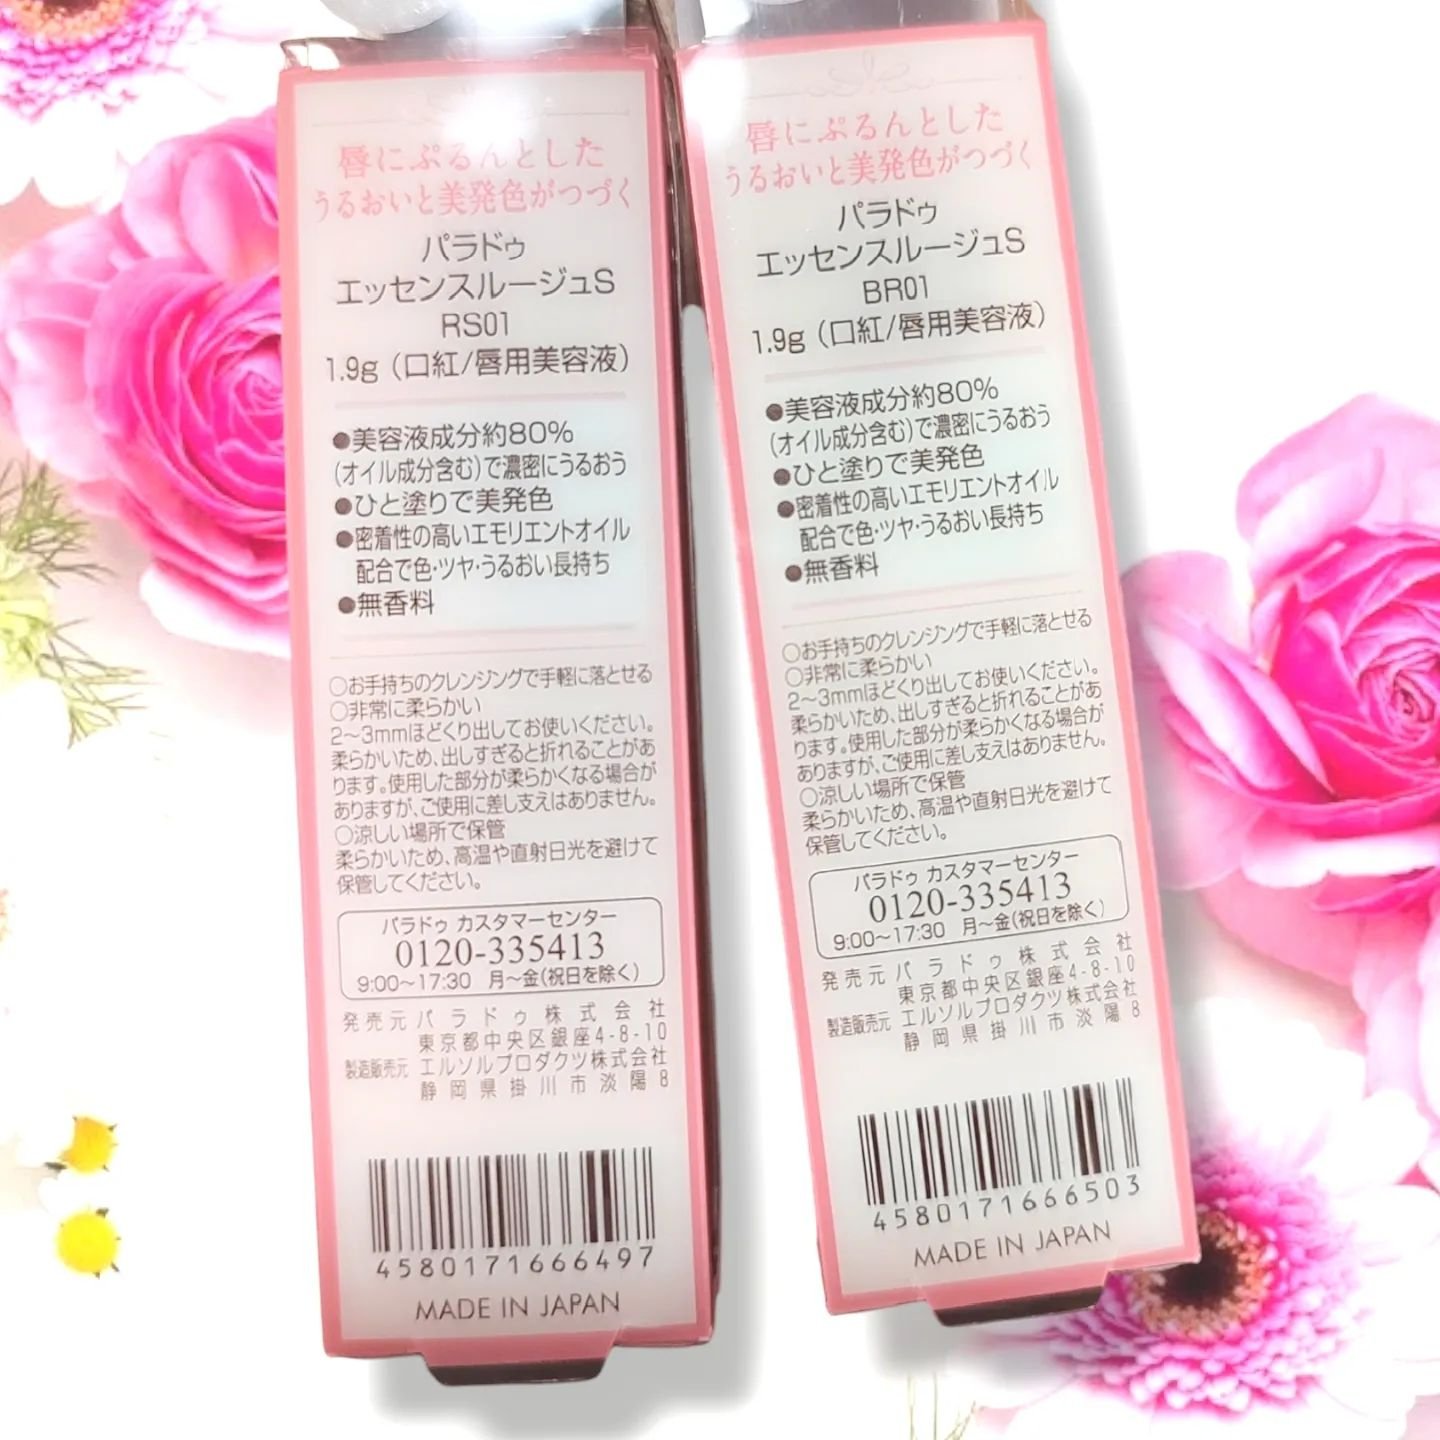 唇にぷるんとした
うるおいと美発色がつづく
パラドゥ
エッセンスルージュS
RS01
1.9g（口紅/唇用美容液）
●美容液成分約80%
（オイル成分含む）で濃密にうるおう
●ひと塗りで美発色
●密着性の高いエモリエントオイル
配合で色・ツヤ・うるおい長持ち
●無香料
○お手持ちのクレンジングで手軽に落とせる
○非常に柔らかい
2〜3mmほどくり出してお使いください。
柔らかいため、出しすぎると折れることがあ
ります。使用した部分が柔らかくなる場合が
ありますが、ご使用に差し支えはありません。
○涼しい場所で保管
柔らかいため、高温や直射日光を避けて
保管してください。
パラドゥ カスタマーセンター
0120-335413
9:00〜17:30 月〜金（祝日を除く）
発売元 パラドゥ株式会社
東京都中央区銀座4-8-10
製造販売元 エルソルプロダクツ株式会社
静岡県掛川市淡陽8
4580171666497
MADE IN JAPAN
唇にぷるんとした
うるおいと美発色がつづく
パラドゥ
エッセンスルージュS
BR01
1.9g（口紅/唇用美容液）
●美容液成分約80%
（オイル成分含む）で濃密にうるおう
●ひと塗りで美発色
●密着性の高いエモリエントオイル
配合で色・ツヤ・うるおい長持ち
●無香料
○お手持ちのクレンジングで手軽に落とせる
○非常に柔らかい
2〜3mmほどくり出してお使いください。
柔らかいため、出しすぎると折れることがあ
ります。使用した部分が柔らかくなる場合が
ありますが、ご使用に差し支えはありません。
○涼しい場所で保管
柔らかいため、高温や直射日光を避けて
保管してください。
パラドゥ カスタマーセンター
0120-335413
9:00〜17:30 月〜金（祝日を除く）
発売元 パラドゥ株式会社
東京都中央区銀座4-8-10
製造販売元 エルソルプロダクツ株式会社
静岡県掛川市淡陽8
4580171666503
MADE IN JAPAN